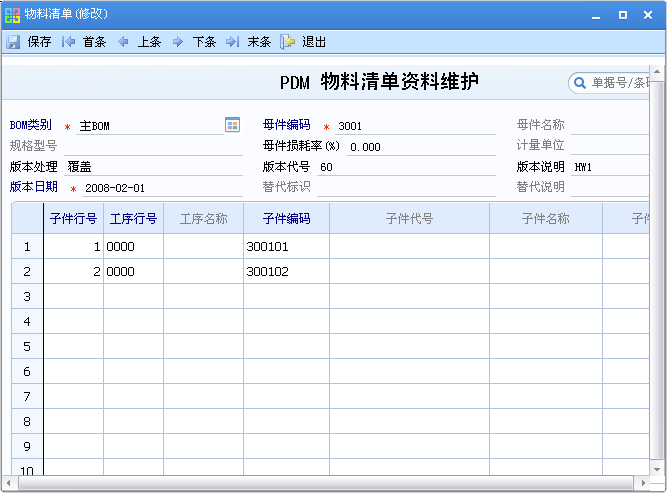 物料清单(修改)
保存 首条 上条 下条 末条 退出
PDM 物料清单资料维护 单据号/条
BOM类别 * 主BOM 母件编码 * 3001 母件名称
规格型号 母件损耗率(%) 0.000 计量单位
版本处理 覆盖 版本代号 60 版本说明 HW1
版本日期 * 2008-02-01 替代标识 替代说明
子件行号 工序行号 工序名称 子件编码 子件代号 子件名称 子件
1 1 0000 300101
2 2 0000 300102
3
4
5
6
7
8
9
10